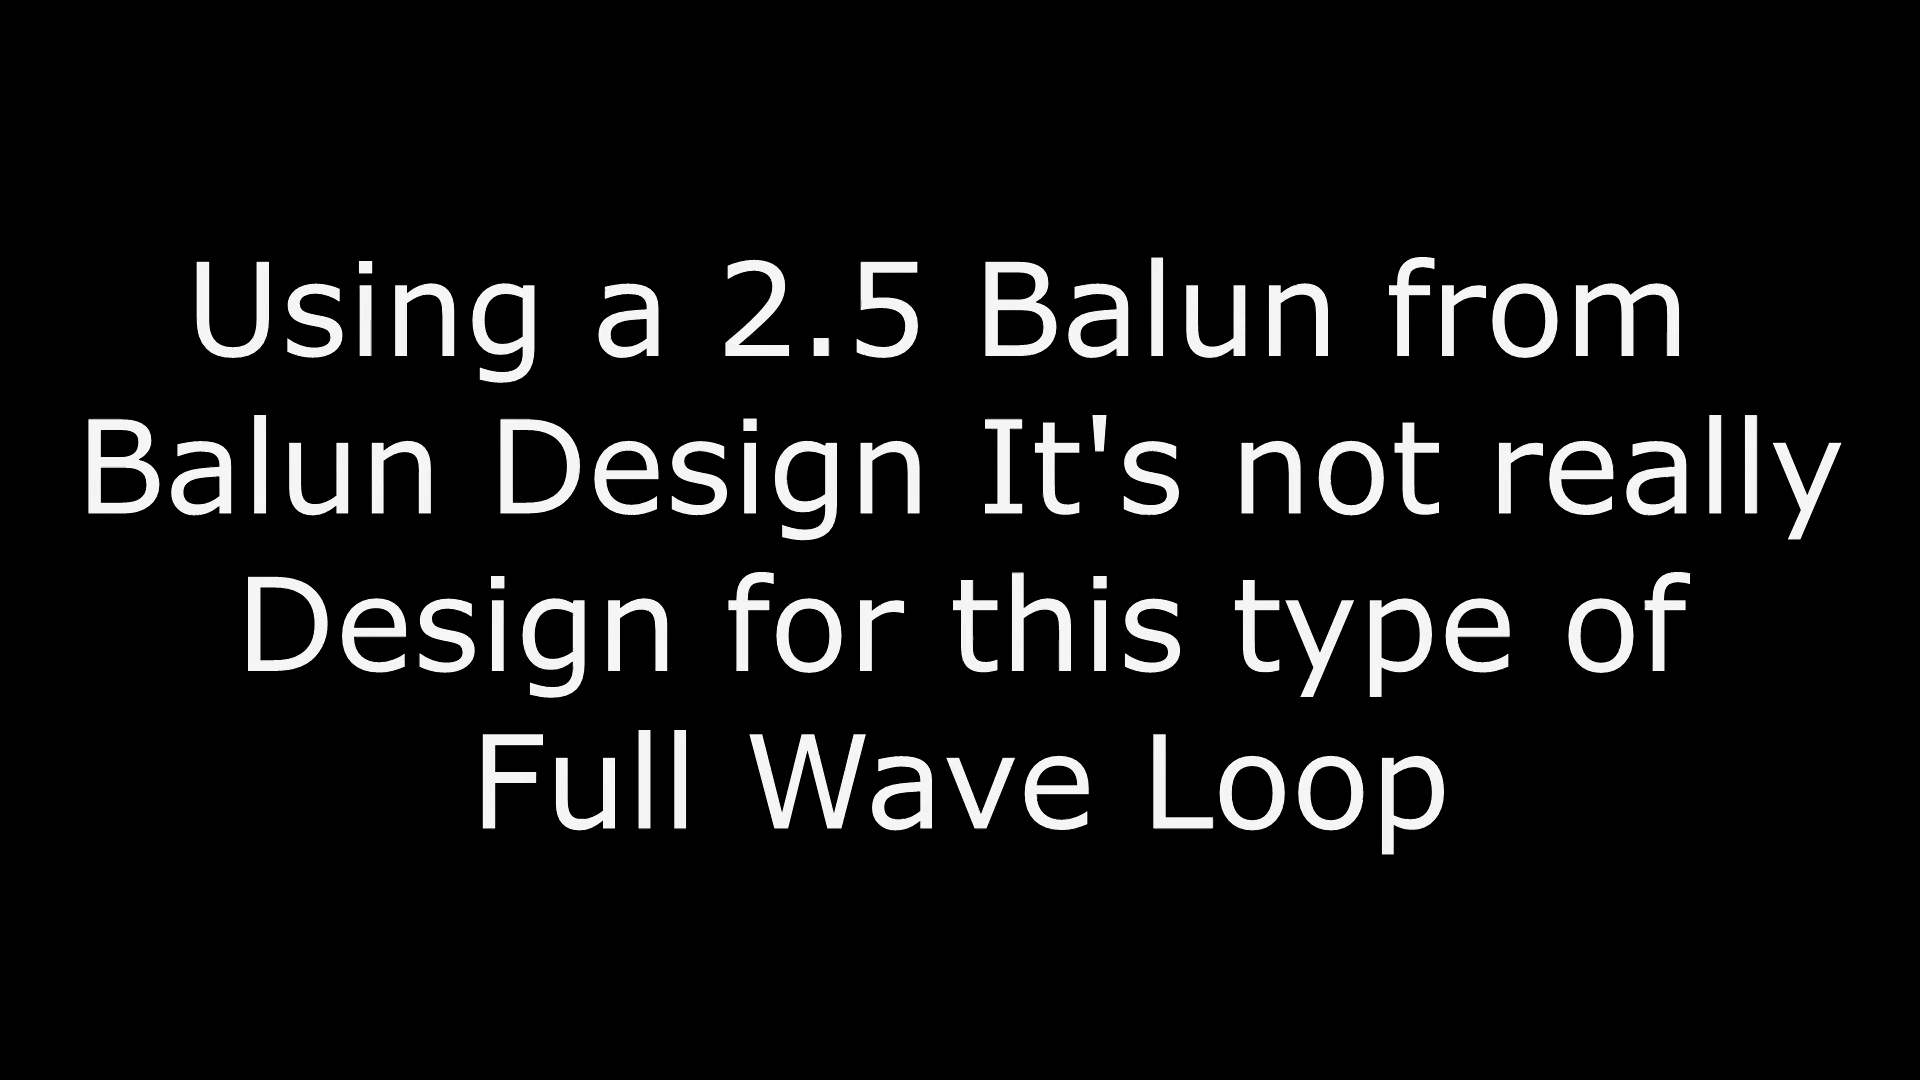 Using a 2.5 Balun from
Balun Design It's not really
Design for this type of
Full Wave Loop